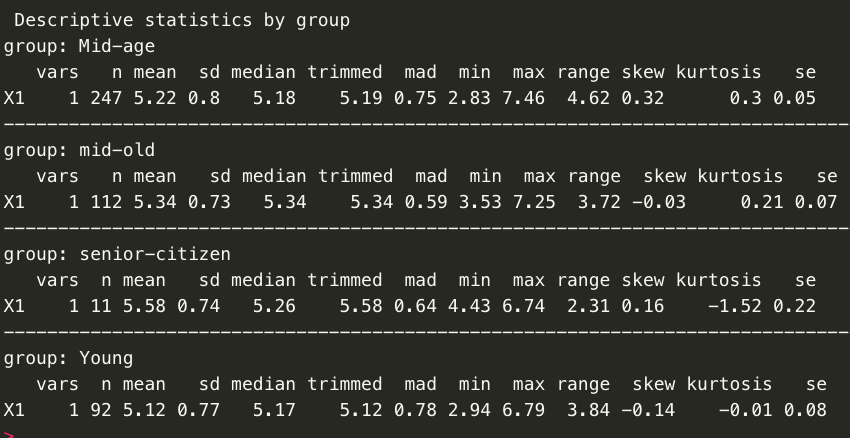 Descriptive statistics by group
group: Mid-age
   vars   n mean  sd median trimmed  mad  min  max range skew kurtosis   se
X1    1 247 5.22 0.8   5.18    5.19 0.75 2.83 7.46  4.62 0.32      0.3 0.05
------------------------------------------------------------------------------
group: mid-old
   vars   n mean   sd median trimmed  mad  min  max range  skew kurtosis   se
X1    1 112 5.34 0.73   5.34    5.34 0.59 3.53 7.25  3.72 -0.03     0.21 0.07
------------------------------------------------------------------------------
group: senior-citizen
   vars  n mean   sd median trimmed  mad  min  max range skew kurtosis   se
X1    1 11 5.58 0.74   5.26    5.58 0.64 4.43 6.74  2.31 0.16    -1.52 0.22
------------------------------------------------------------------------------
group: Young
   vars  n mean   sd median trimmed  mad  min  max range  skew kurtosis   se
X1    1 92 5.12 0.77   5.17    5.12 0.78 2.94 6.79  3.84 -0.14    -0.01 0.08
>